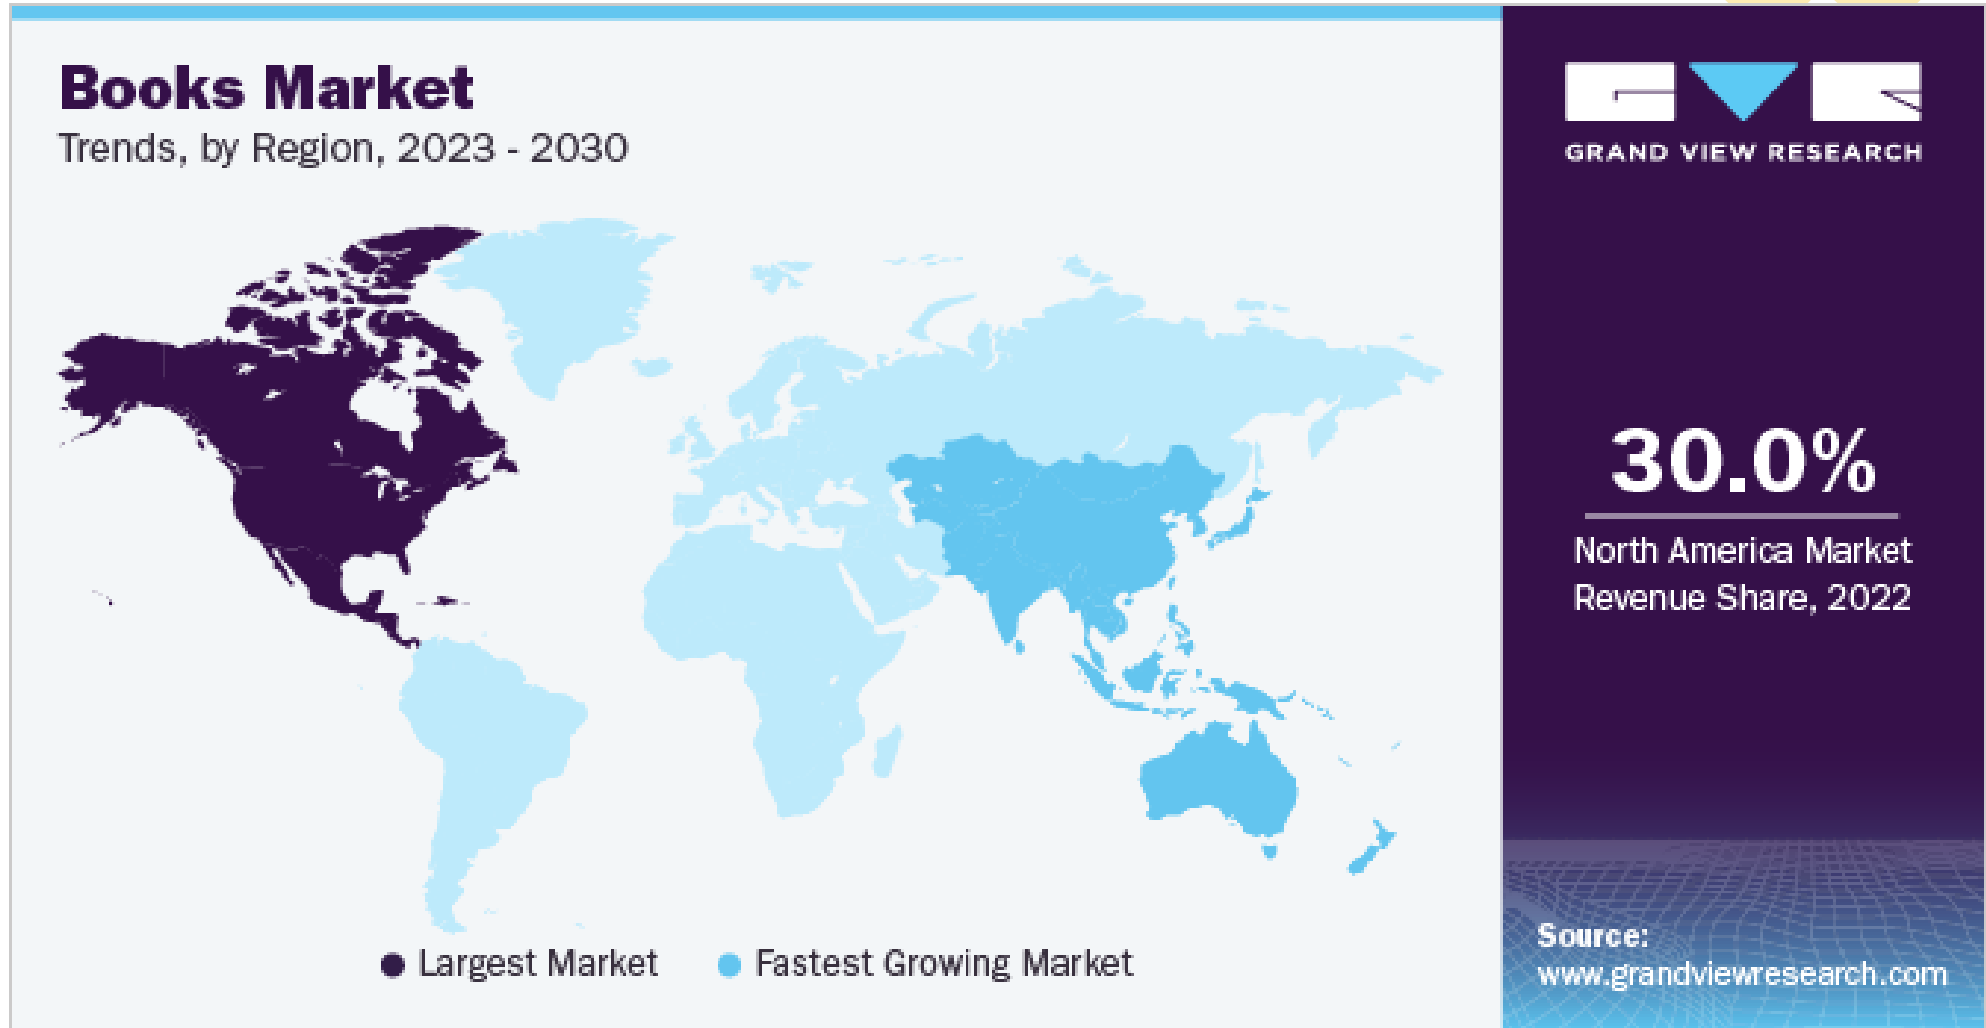 Books Market
Trends, by Region, 2023 - 2030
Largest Market
Fastest Growing Market
GRAND VIEW RESEARCH
30.0%
North America Market
Revenue Share, 2022
Source:
www.grandviewresearch.com